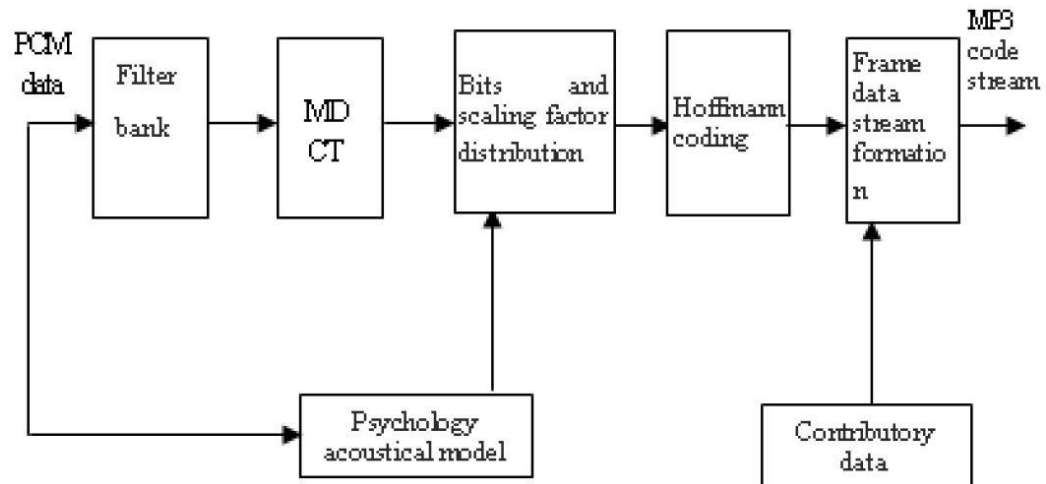 PCM
data
Filter
bank
MD
CT
Bits and
scaling factor
distribution
Hoffmann
coding
Frame
data
stream
formatio
n
MP3
code
stream
Psychology
acoustical model
Contributory
data